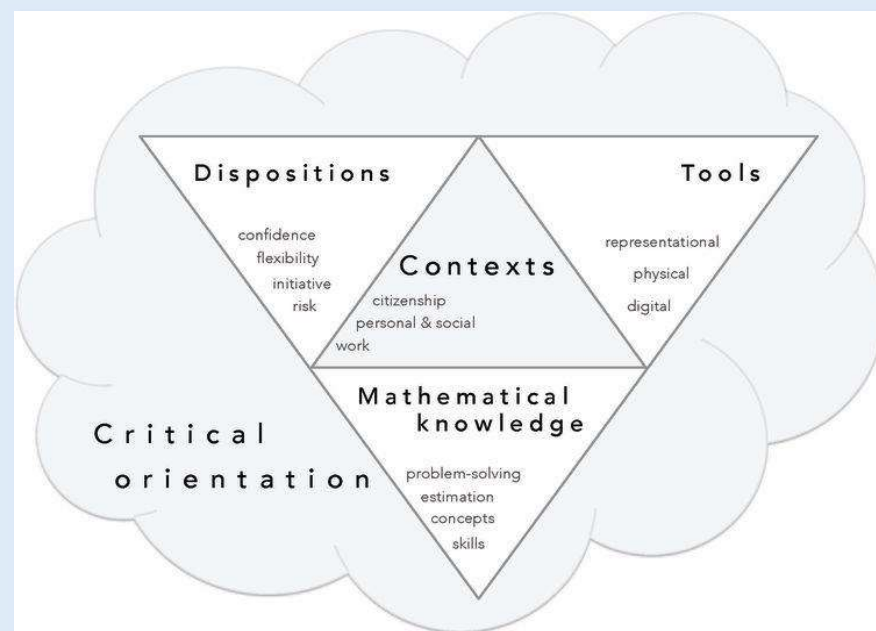 Dispositions
confidence
flexibility
initiative
risk
Tools
representational
physical
digital
Contexts
citizenship
personal & social
work
Mathematical
knowledge
problem-solving
estimation
concepts
skills
Critical
orientation